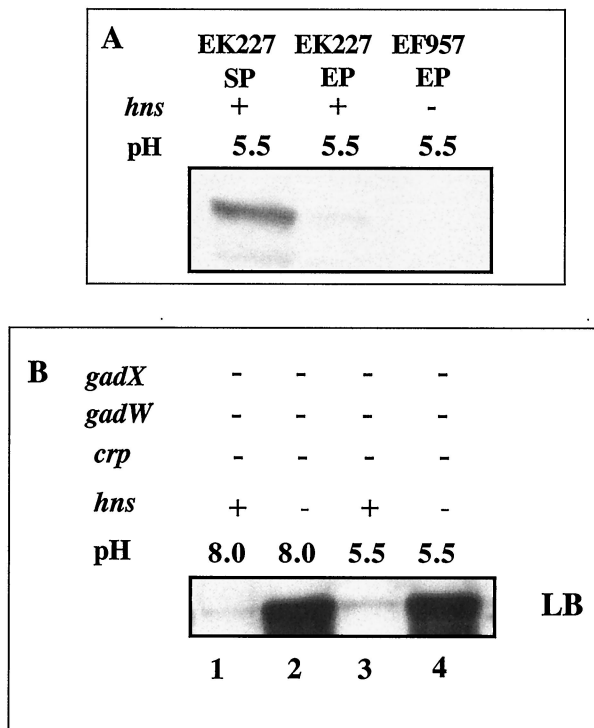 A EK227 EK227 EF957
SP EP EP
hns + + -
pH 5.5 5.5 5.5
B gadX - - - -
gadW - - - -
crp - - - -
hns + - + -
pH 8.0 8.0 5.5 5.5
LB
1 2 3 4